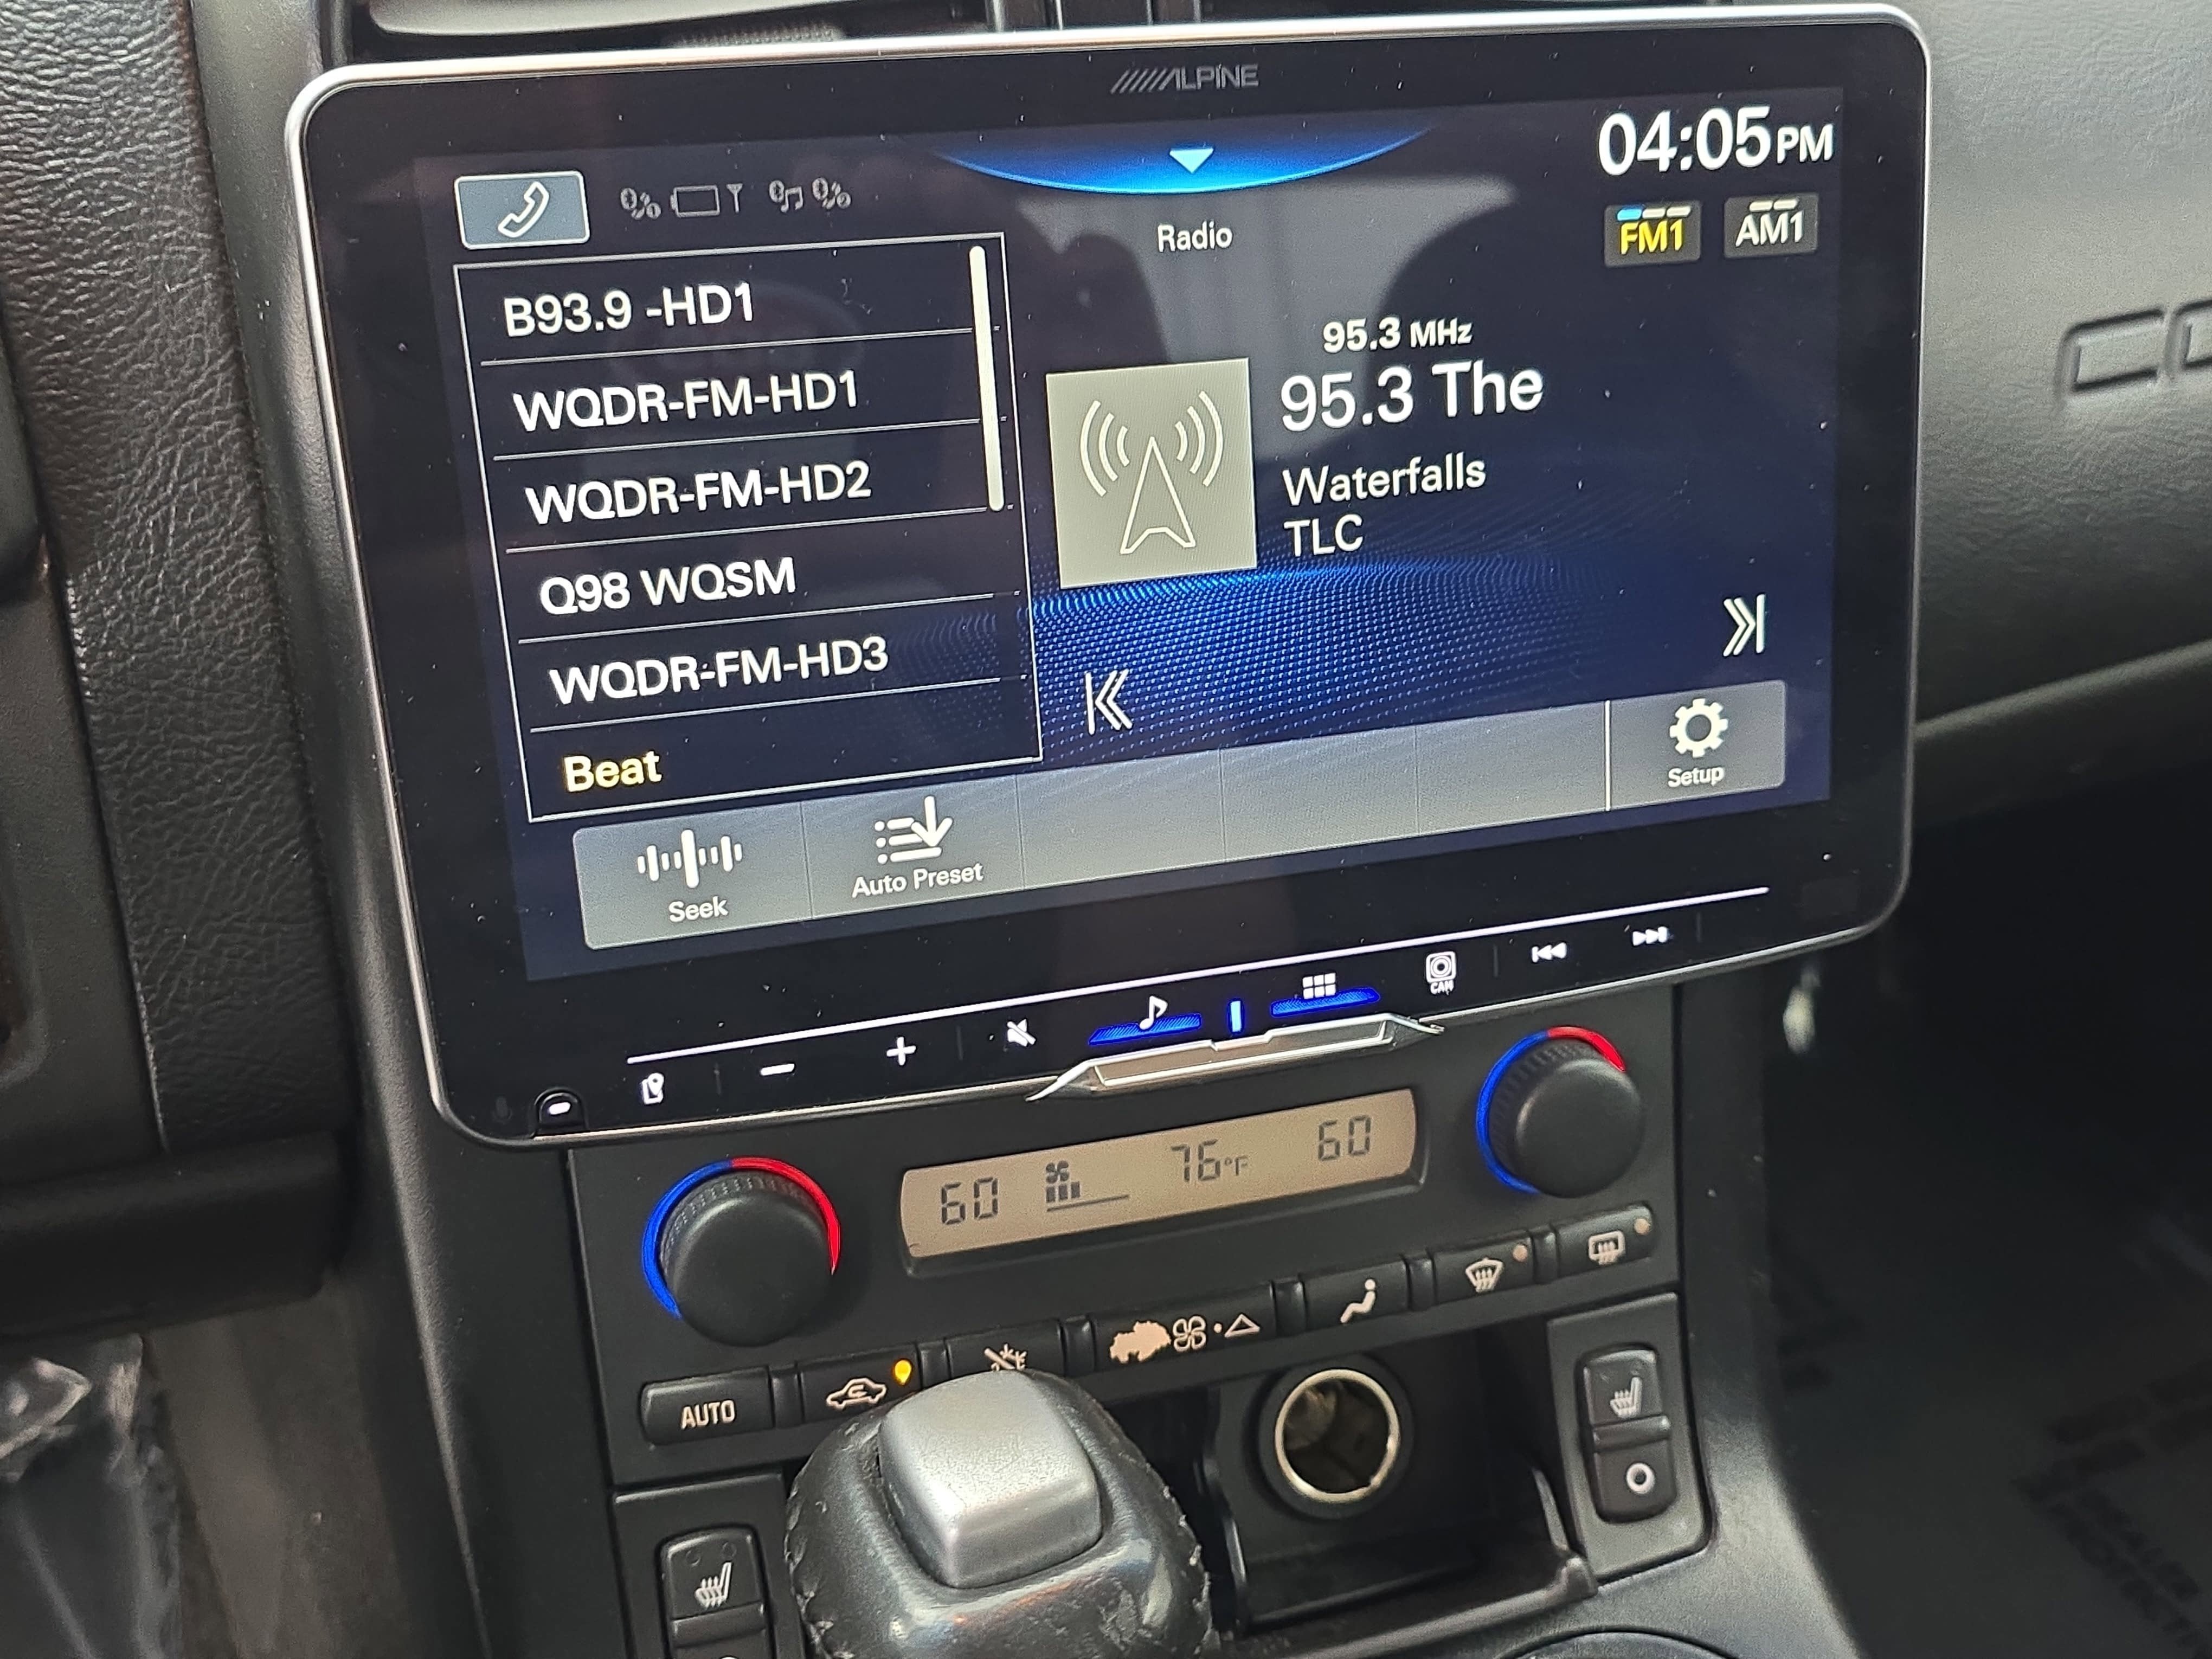 ALPINE
04:05PM
FM1 AM1
Radio
B93.9 -HD1
WQDR-FM-HD1
WQDR-FM-HD2
Q98 WQSM
WQDR-FM-HD3
Beat
95.3 MHz
95.3 The
Waterfalls
TLC
Seek
Auto Preset
Setup
CAM
60 76°F 60
AUTO